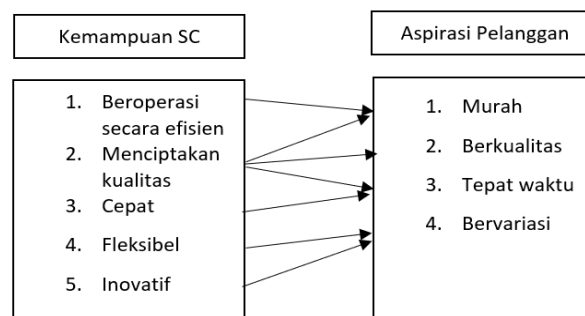 Kemampuan SC
Aspirasi Pelanggan
1. Beroperasi
secara efisien
2. Menciptakan
kualitas
3. Cepat
4. Fleksibel
5. Inovatif
1. Murah
2. Berkualitas
3. Tepat waktu
4. Bervariasi